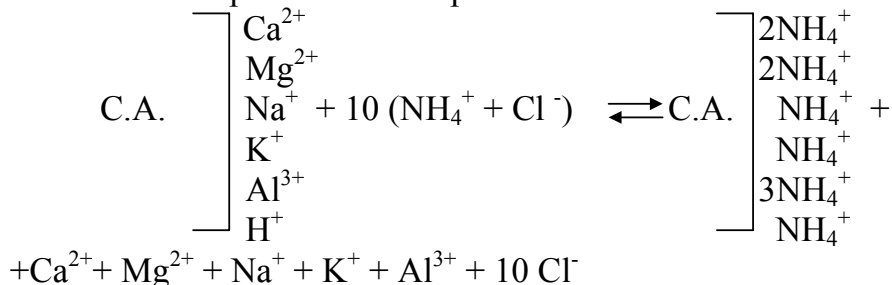 Ca²⁺ 2NH₄⁺
Mg²⁺ 2NH₄⁺
C.A. Na⁺ + 10 (NH₄⁺ + Cl ⁻) ⇄ C.A. NH₄⁺ +
K⁺ NH₄⁺
Al³⁺ 3NH₄⁺
H⁺ NH₄⁺
+Ca²⁺+ Mg²⁺ + Na⁺ + K⁺ + Al³⁺ + 10 Cl⁻